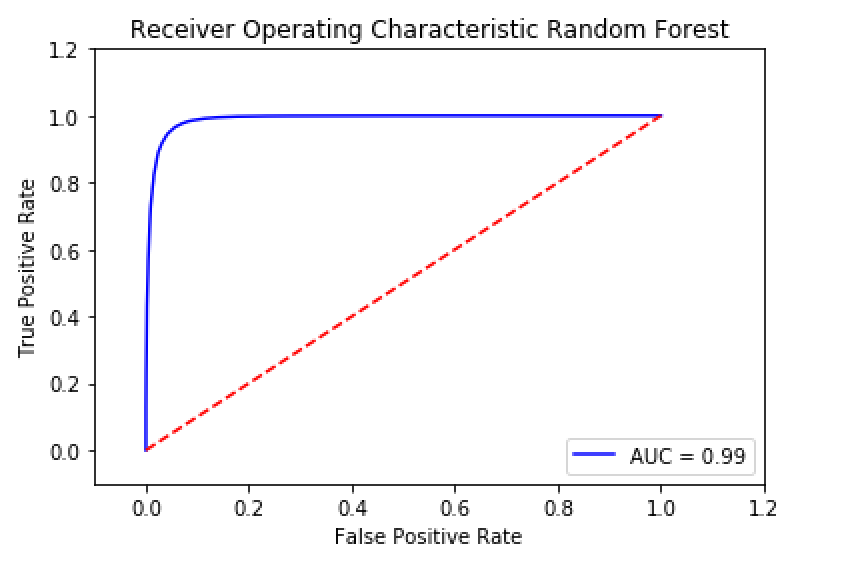 Receiver Operating Characteristic Random Forest
1.2
1.0
0.8
0.6
0.4
0.2
0.0
True Positive Rate
AUC = 0.99
0.0 0.2 0.4 0.6 0.8 1.0 1.2
False Positive Rate